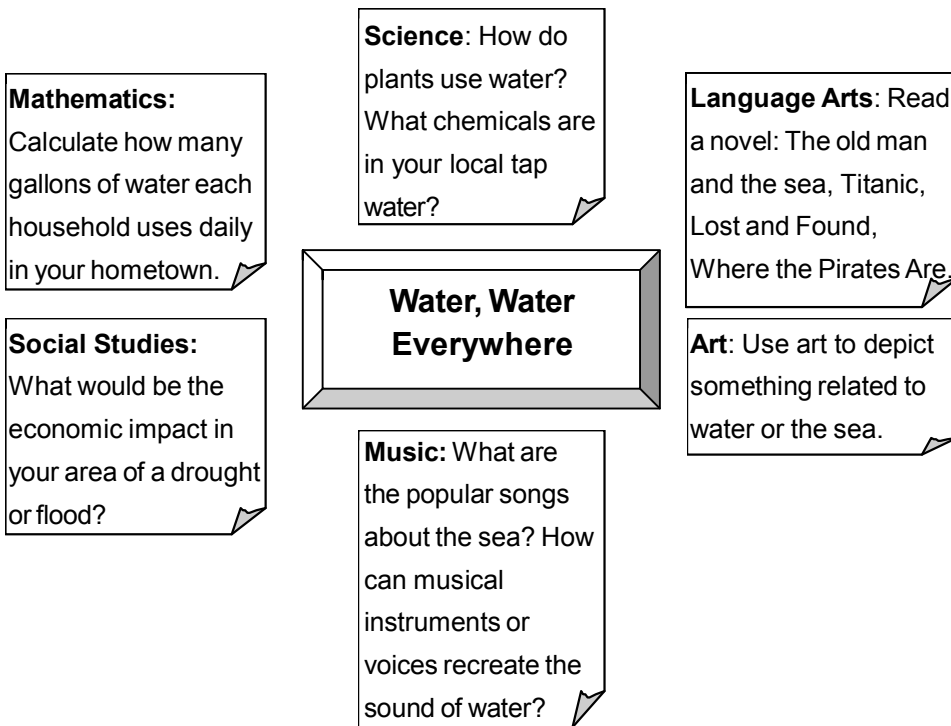 Science: How do
plants use water?
What chemicals are
in your local tap
water?
Mathematics:
Calculate how many
gallons of water each
household uses daily
in your hometown.
Language Arts: Read
a novel: The old man
and the sea, Titanic,
Lost and Found,
Where the Pirates Are.
Water, Water
Everywhere
Social Studies:
What would be the
economic impact in
your area of a drought
or flood?
Art: Use art to depict
something related to
water or the sea.
Music: What are
the popular songs
about the sea? How
can musical
instruments or
voices recreate the
sound of water?